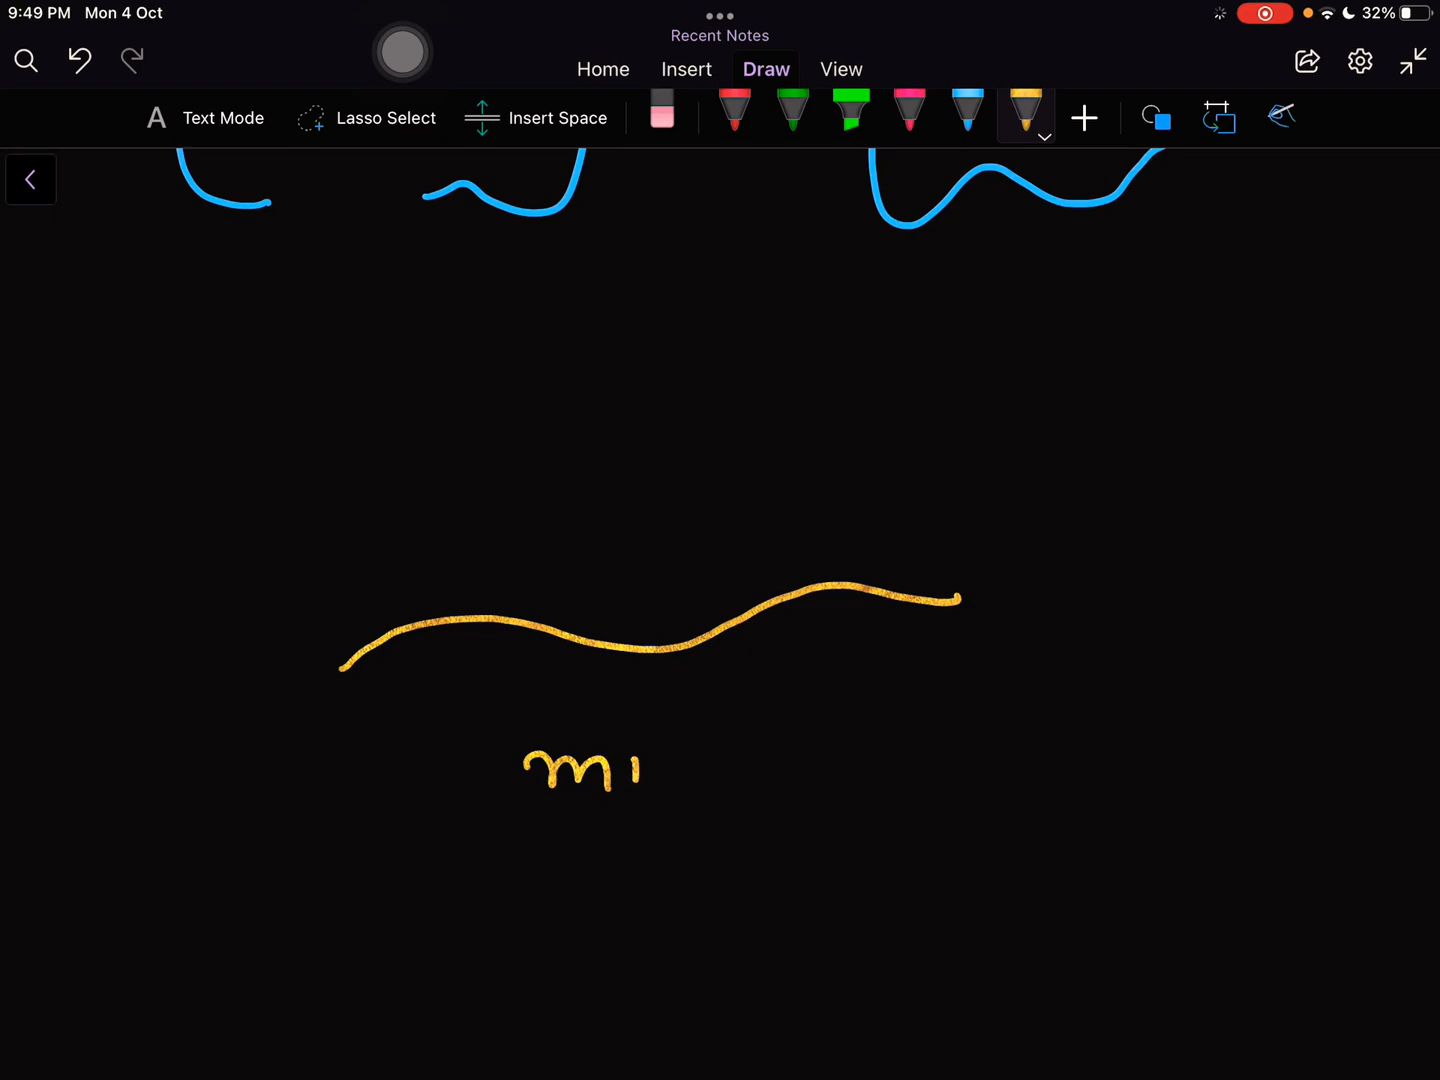 9:49 PM Mon 4 Oct
32%
Recent Notes
Home Insert Draw View
A Text Mode Lasso Select Insert Space
mı